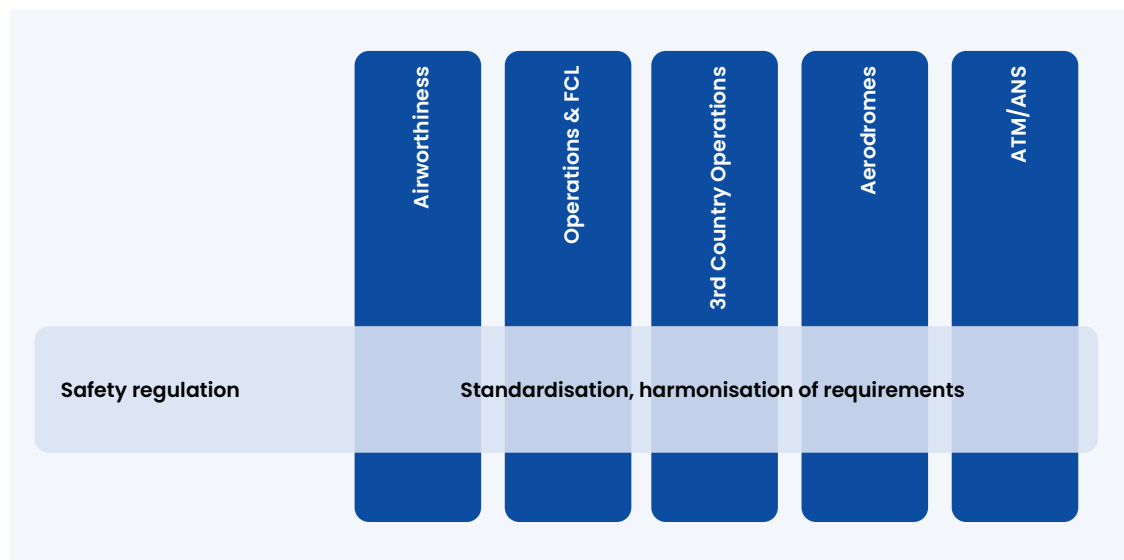 Airworthiness
Operations & FCL
3rd Country Operations
Aerodromes
ATM/ANS
Safety regulation
Standardisation, harmonisation of requirements